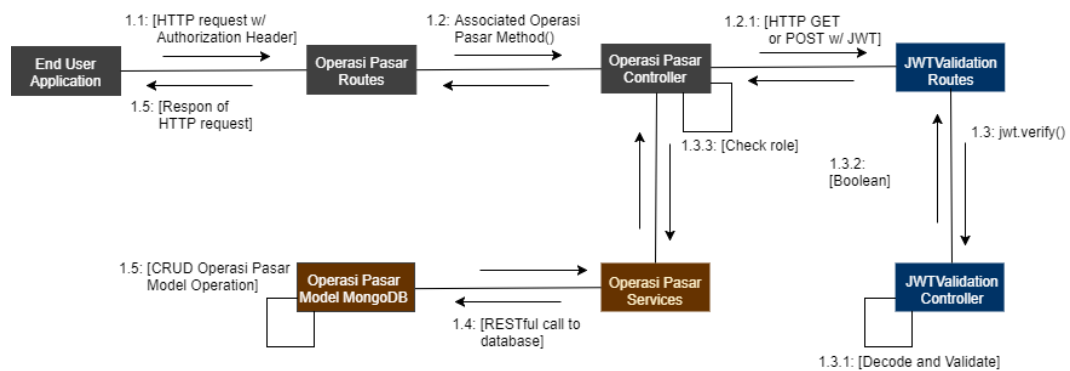 1.1: [HTTP request w/
Authorization Header]
1.2: Associated Operasi
Pasar Method()
1.2.1: [HTTP GET
or POST w/ JWT]
End User
Application
Operasi Pasar
Routes
Operasi Pasar
Controller
JWTValidation
Routes
1.5: [Respon of
HTTP request]
1.3.3: [Check role]
1.3: jwt.verify()
1.3.2:
[Boolean]
1.5: [CRUD Operasi Pasar
Model Operation]
Operasi Pasar
Model MongoDB
Operasi Pasar
Services
JWTValidation
Controller
1.4: [RESTful call to
database]
1.3.1: [Decode and Validate]